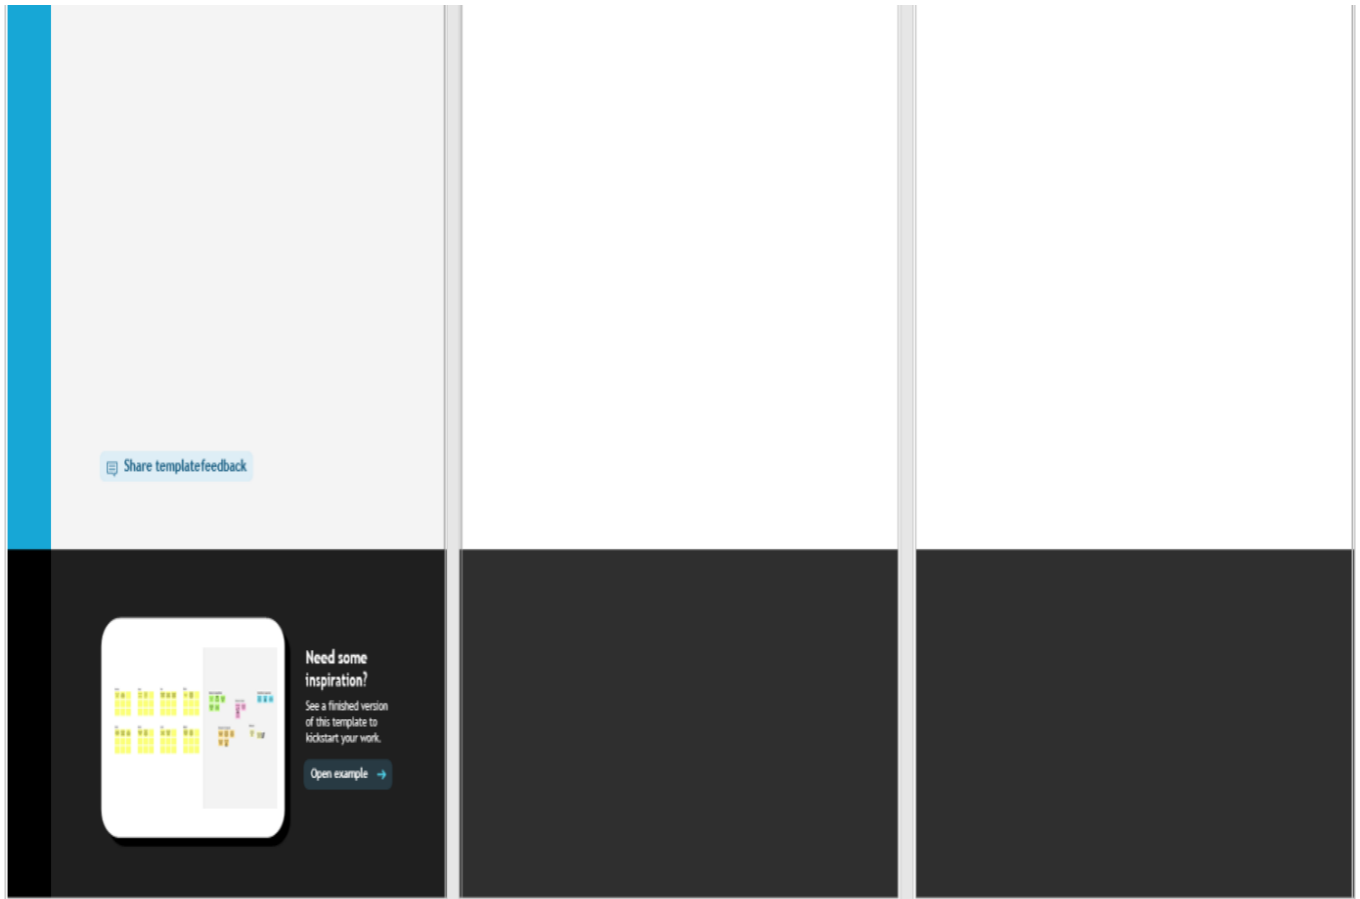 Share templatefeedback
Need some
inspiration?
See a finished version
of this template to
kickstart your work.
Open example